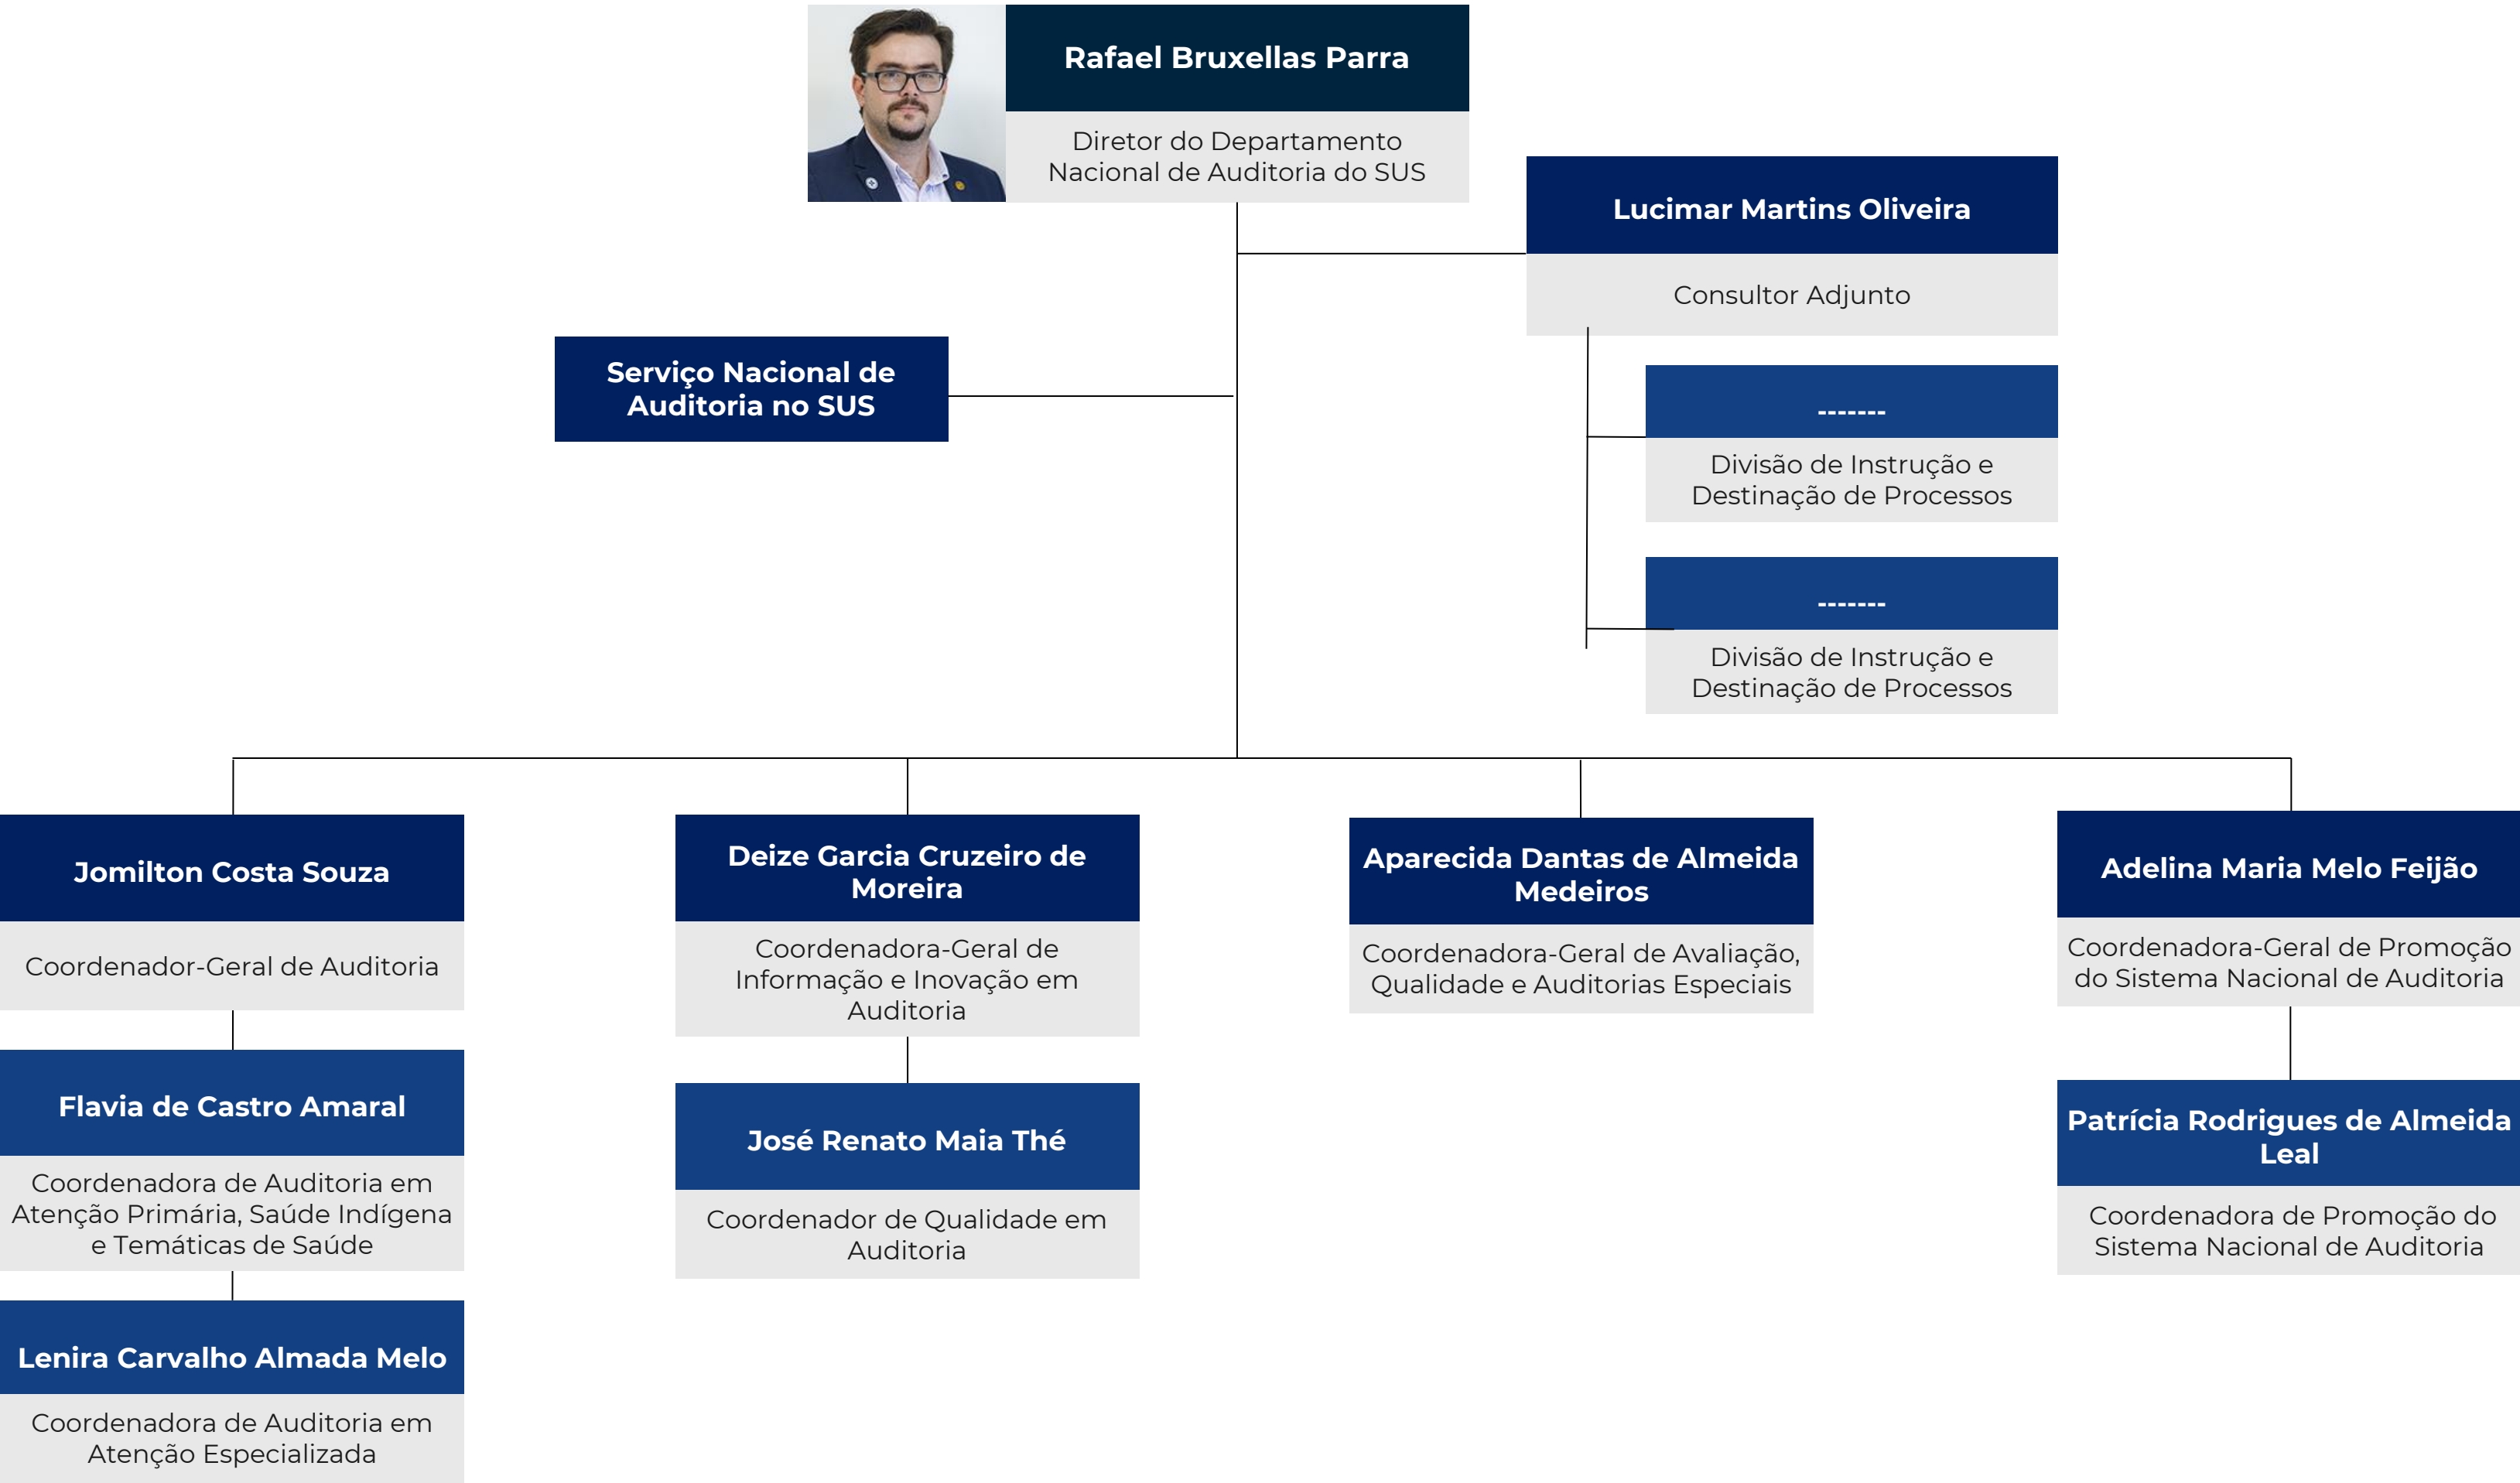 Rafael Bruxellas Parra
Diretor do Departamento
Nacional de Auditoria do SUS
Lucimar Martins Oliveira
Consultor Adjunto
Serviço Nacional de
Auditoria no SUS
-------
Divisão de Instrução e
Destinação de Processos
-------
Divisão de Instrução e
Destinação de Processos
Jomilton Costa Souza
Coordenador-Geral de Auditoria
Flavia de Castro Amaral
Coordenadora de Auditoria em
Atenção Primária, Saúde Indígena
e Temáticas de Saúde
Lenira Carvalho Almada Melo
Coordenadora de Auditoria em
Atenção Especializada
Deize Garcia Cruzeiro de
Moreira
Coordenadora-Geral de
Informação e Inovação em
Auditoria
José Renato Maia Thé
Coordenador de Qualidade em
Auditoria
Aparecida Dantas de Almeida
Medeiros
Coordenadora-Geral de Avaliação,
Qualidade e Auditorias Especiais
Adelina Maria Melo Feijão
Coordenadora-Geral de Promoção
do Sistema Nacional de Auditoria
Patrícia Rodrigues de Almeida
Leal
Coordenadora de Promoção do
Sistema Nacional de Auditoria